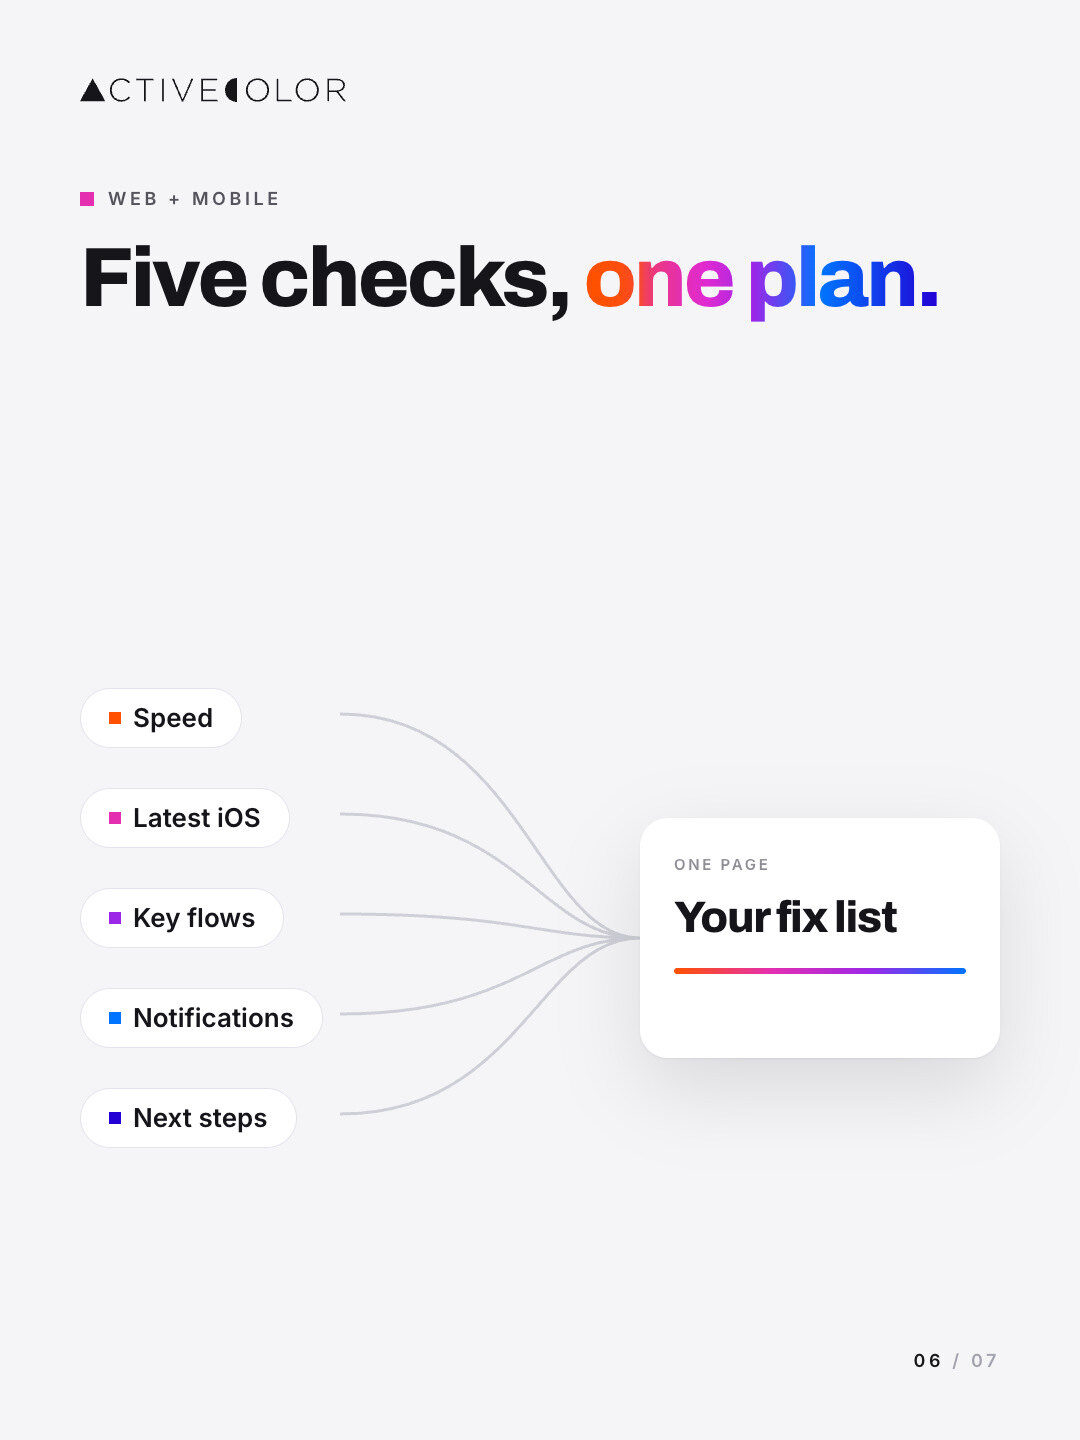 ACTIVECOLOR
WEB + MOBILE
Five checks, one plan.
Speed
Latest iOS
Key flows
Notifications
Next steps
ONE PAGE
Your fix list
06 / 07